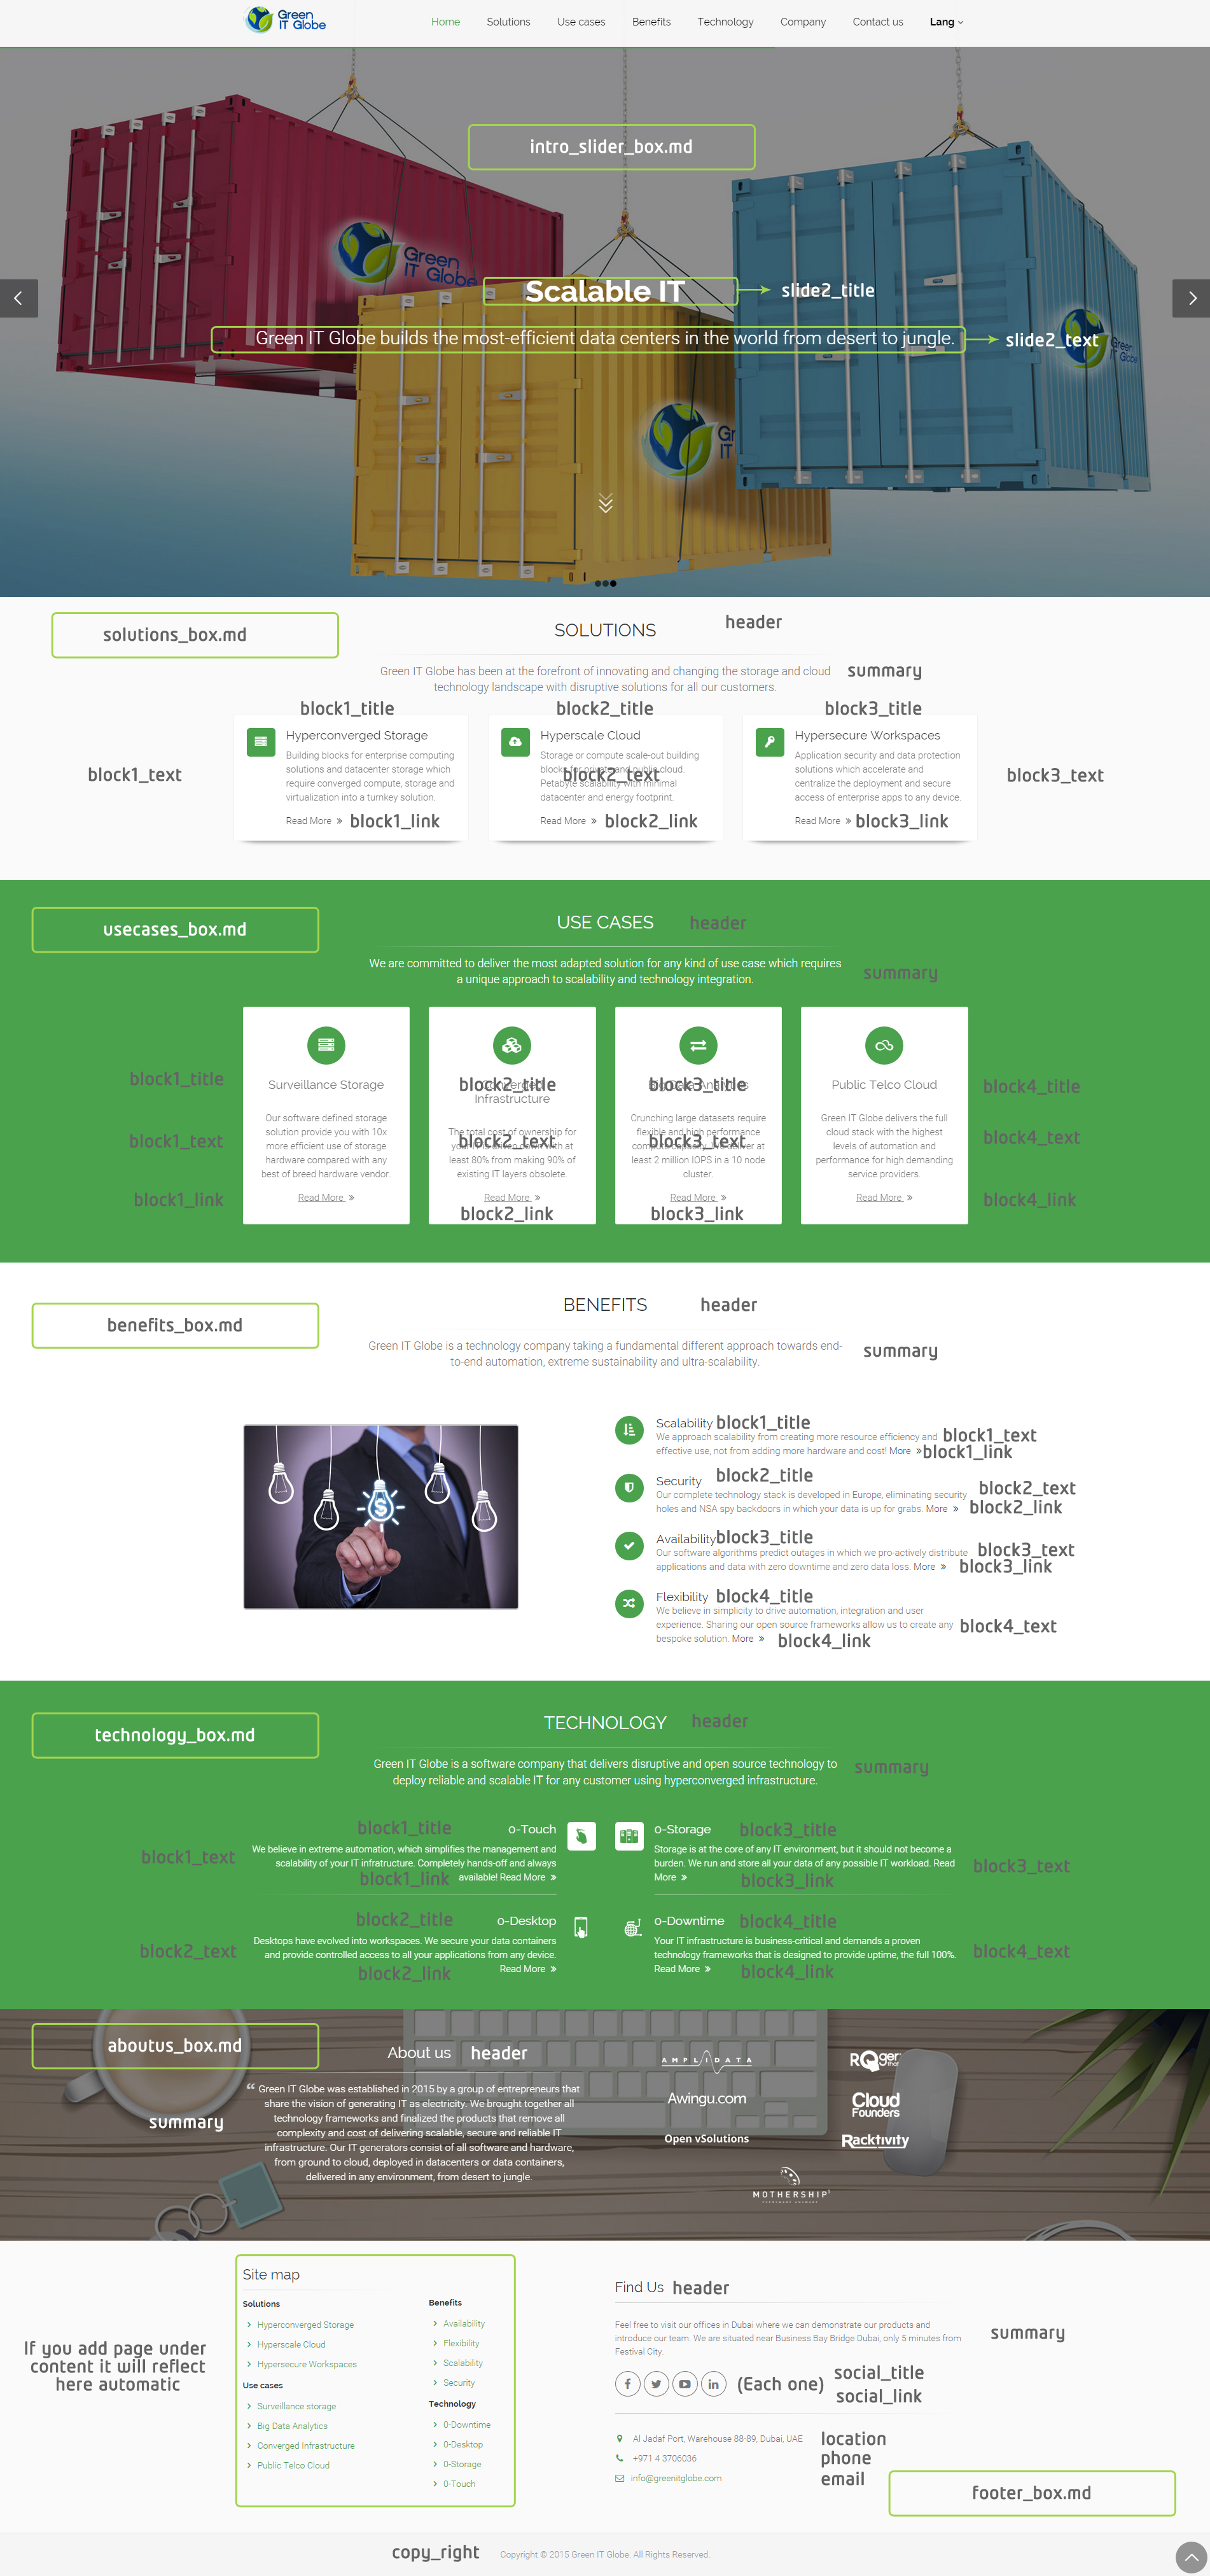 Green
IT Globe
Home Solutions Use cases Benefits Technology Company Contact us Lang
intro_slider_box.md
Green
IT Globe
Scalable IT
slide2_title
Green IT Globe builds the most-efficient data centers in the world from desert to jungle.
slide2_text
Green
IT Globe
Gr
IT
solutions_box.md
SOLUTIONS
header
Green IT Globe has been at the forefront of innovating and changing the storage and cloud
technology landscape with disruptive solutions for all our customers.
summary
block1_title
Hyperconverged Storage
Building blocks for enterprise computing
solutions and datacenter storage which
require converged compute, storage and
virtualization into a turnkey solution.
block1_text
Read More »
block1_link
block2_title
Hyperscale Cloud
Storage or compute scale-out building
blocks for private and public cloud.
Petabyte scalability with minimal
datacenter and energy footprint.
block2_text
Read More »
block2_link
block3_title
Hypersecure Workspaces
Application security and data protection
solutions which accelerate and
centralize the deployment and secure
access of enterprise apps to any device.
block3_text
Read More »
block3_link
usecases_box.md
USE CASES
header
We are committed to deliver the most adapted solution for any kind of use case which requires
a unique approach to scalability and technology integration.
summary
block1_title
Surveillance Storage
block1_text
Our software defined storage
solution provide you with 10x
more efficient use of storage
hardware compared with any
best of breed hardware vendor.
block1_link
Read More »
block2_title
Converged
Infrastructure
block2_text
The total cost of ownership for
you IT is driven down with at
least 80% from making 90% of
existing IT layers obsolete.
Read More »
block2_link
block3_title
Big Data Analytics
block3_text
Crunching large datasets require
flexible and high performance
compute capacity. We deliver at
least 2 million IOPS in a 10 node
cluster.
Read More »
block3_link
Public Telco Cloud
block4_title
Green IT Globe delivers the full
cloud stack with the highest
levels of automation and
performance for high demanding
service providers.
block4_text
Read More »
block4_link
benefits_box.md
BENEFITS
header
Green IT Globe is a technology company taking a fundamental different approach towards end-
to-end automation, extreme sustainability and ultra-scalability.
summary
Scalability block1_title
We approach scalability from creating more resource efficiency and
effective use, not from adding more hardware and cost! More »
block1_text
block1_link
Security block2_title
Our complete technology stack is developed in Europe, eliminating security
holes and NSA spy backdoors in which your data is up for grabs. More »
block2_text
block2_link
Availability block3_title
Our software algorithms predict outages in which we pro-actively distribute
applications and data with zero downtime and zero data loss. More »
block3_text
block3_link
Flexibility block4_title
We believe in simplicity to drive automation, integration and user
experience. Sharing our open source frameworks allow us to create any
bespoke solution. More »
block4_text
block4_link
technology_box.md
TECHNOLOGY
header
Green IT Globe is a software company that delivers disruptive and open source technology to
deploy reliable and scalable IT for any customer using hyperconverged infrastructure.
summary
block1_title
0-Touch
We believe in extreme automation, which simplifies the management and
scalability of your IT infratructure. Completely hands-off and always
available! Read More »
block1_text
block1_link
0-Storage
block3_title
Storage is at the core of any IT environment, but it should not become a
burden. We run and store all your data of any possible IT workload. Read
More »
block3_text
block3_link
block2_title
0-Desktop
Desktops have evolved into workspaces. We secure your data containers
and provide controlled access to all your applications from any device.
Read More »
block2_text
block2_link
0-Downtime
block4_title
Your IT infrastructure is business-critical and demands a proven
technology frameworks that is designed to provide uptime, the full 100%.
Read More »
block4_text
block4_link
aboutus_box.md
About us
header
“ Green IT Globe was established in 2015 by a group of entrepreneurs that
share the vision of generating IT as electricity. We brought together all
technology frameworks and finalized the products that remove all
complexity and cost of delivering scalable, secure and reliable IT
infrastructure. Our IT generators consist of all software and hardware,
from ground to cloud, deployed in datacenters or data containers,
delivered in any environment, from desert to jungle.
summary
AMPLIDATA
Rogerthat
Awingu.com
Cloud
Founders
Open vSolutions
Racktivity
MOTHERSHIP¹
Site map
Solutions
Hyperconverged Storage
Hyperscale Cloud
Hypersecure Workspaces
Use cases
Surveillance storage
Big Data Analytics
Converged Infrastructure
Public Telco Cloud
Benefits
Availability
Flexibility
Scalability
Security
Technology
0-Downtime
0-Desktop
0-Storage
0-Touch
If you add page under
content it will reflect
here automatic
Find Us header
Feel free to visit our offices in Dubai where we can demonstrate our products and
introduce our team. We are situated near Business Bay Bridge Dubai, only 5 minutes from
Festival City.
summary
(Each one)
social_title
social_link
Al Jadaf Port, Warehouse 88-89, Dubai, UAE
location
+971 4 3706036
phone
info@greenitglobe.com
email
footer_box.md
copy_right
Copyright © 2015 Green IT Globe. All Rights Reserved.